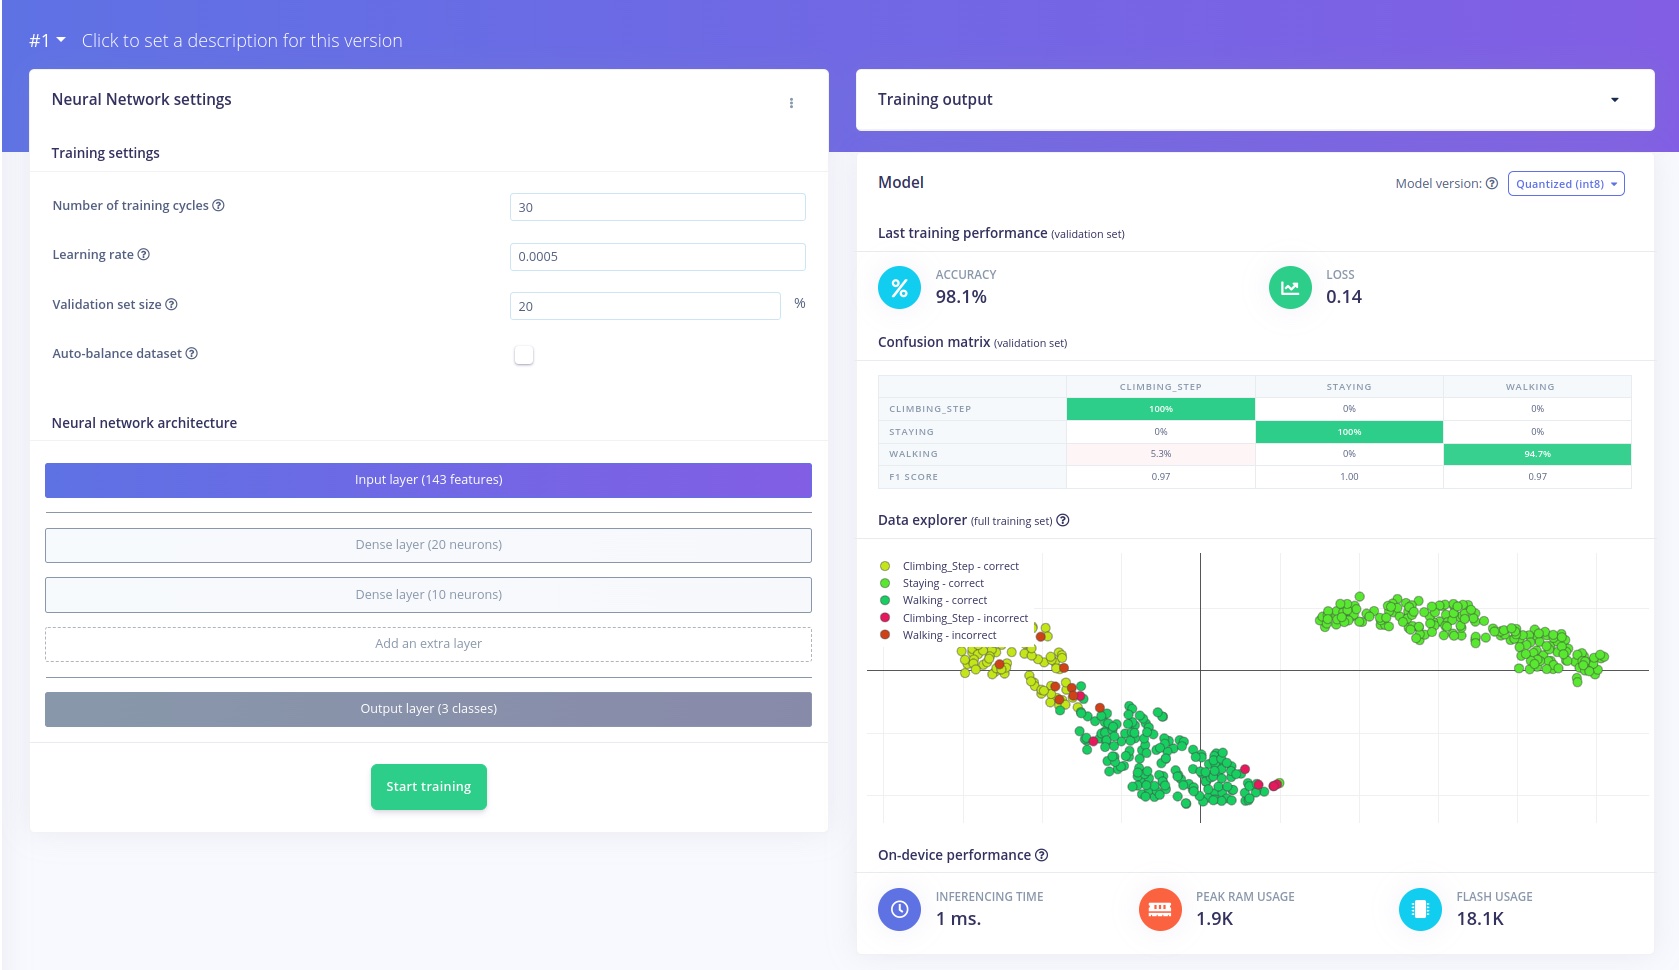 #1 Click to set a description for this version
Neural Network settings
Training settings
Number of training cycles ?
30
Learning rate ?
0.0005
Validation set size ?
20
%
Auto-balance dataset ?
Neural network architecture
Input layer (143 features)
Dense layer (20 neurons)
Dense layer (10 neurons)
Add an extra layer
Output layer (3 classes)
Start training
Training output
Model
Model version: ? Quantized (int8)
Last training performance (validation set)
%
ACCURACY
98.1%
LOSS
0.14
Confusion matrix (validation set)
CLIMBING_STEP STAYING WALKING
CLIMBING_STEP 100% 0% 0%
STAYING 0% 100% 0%
WALKING 5.3% 0% 94.7%
F1 SCORE 0.97 1.00 0.97
Data explorer (full training set) ?
Climbing_Step - correct
Staying - correct
Walking - correct
Climbing_Step - incorrect
Walking - incorrect
On-device performance ?
INFERENCING TIME
1 ms.
PEAK RAM USAGE
1.9K
FLASH USAGE
18.1K